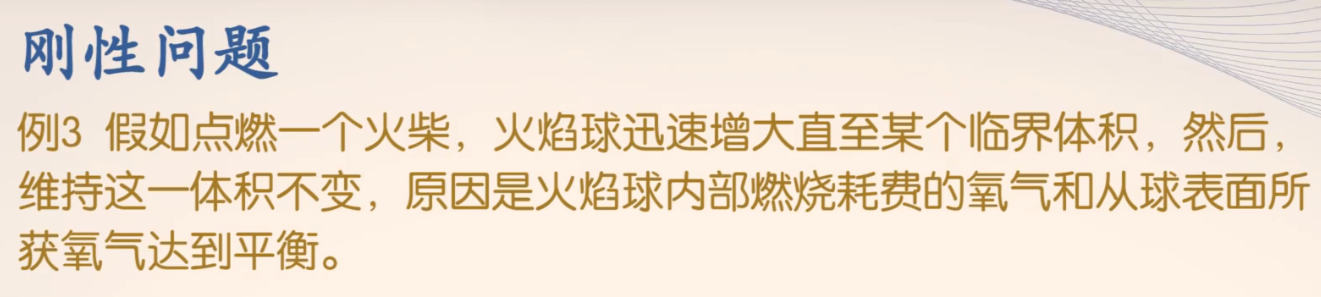 刚性问题
例3 假如点燃一个火柴，火焰球迅速增大直至某个临界体积，然后，
维持这一体积不变，原因是火焰球内部燃烧耗费的氧气和从球表面所
获氧气达到平衡。